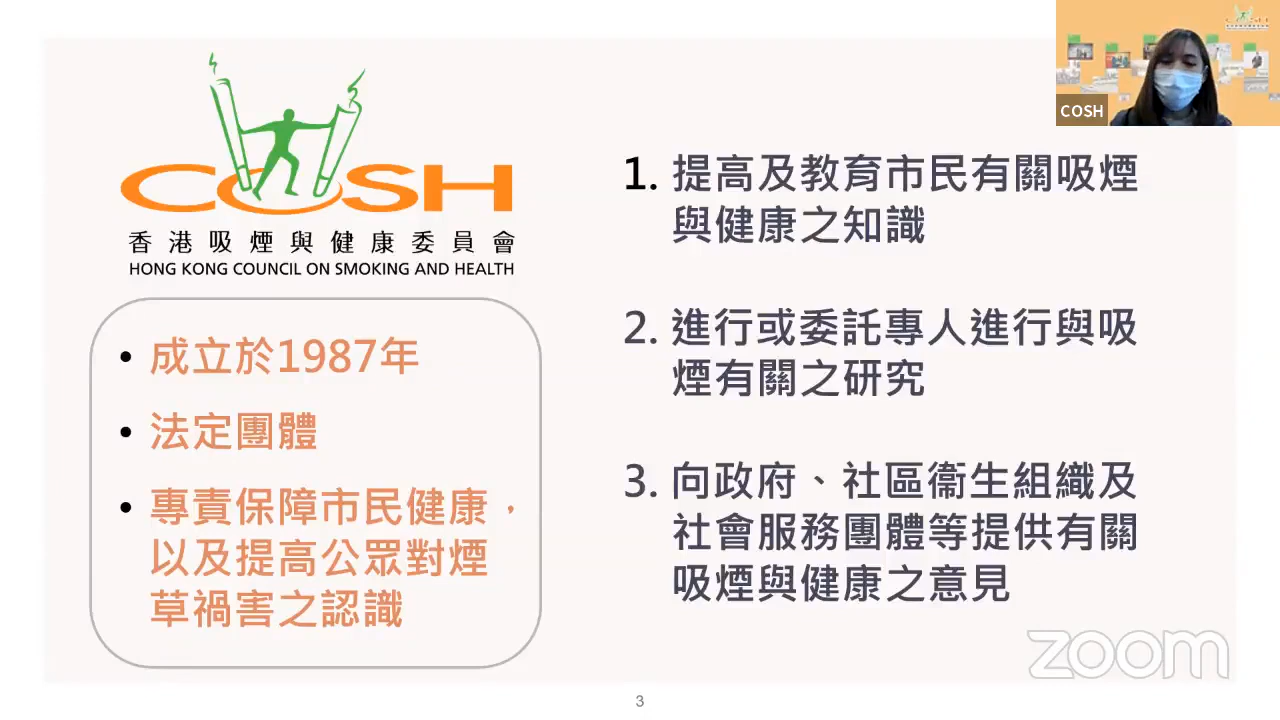 COSH
香港吸煙與健康委員會
HONG KONG COUNCIL ON SMOKING AND HEALTH
• 成立於1987年
• 法定團體
• 專責保障市民健康，
以及提高公眾對煙
草禍害之認識
1. 提高及教育市民有關吸煙
與健康之知識
2. 進行或委託專人進行與吸
煙有關之研究
3. 向政府、社區衞生組織及
社會服務團體等提供有關
吸煙與健康之意見
COSH
zoom
3